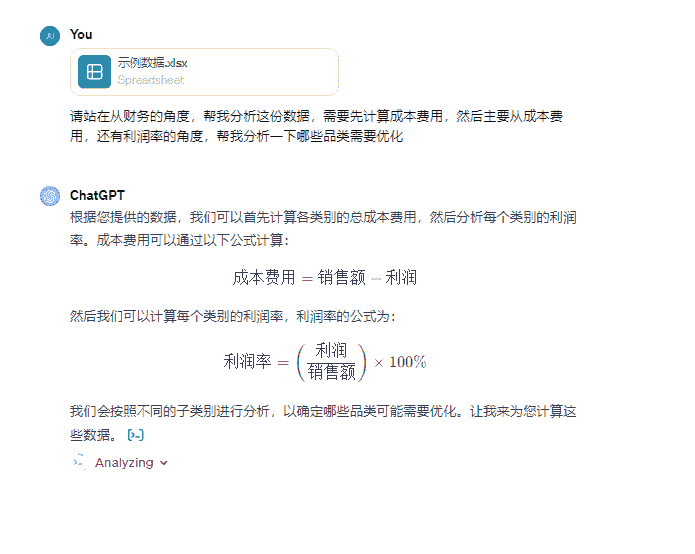 You
示例数据.xlsx
Spreadsheet
请站在从财务的角度，帮我分析这份数据，需要先计算成本费用，然后主要从成本费
用，还有利润率的角度，帮我分析一下哪些品类需要优化
ChatGPT
根据您提供的数据，我们可以首先计算各类别的总成本费用，然后分析每个类别的利润
率。成本费用可以通过以下公式计算：
成本费用 = 销售额 − 利润
然后我们可以计算每个类别的利润率，利润率的公式为：
利润率 = (利润/销售额) × 100%
我们会按照不同的子类别进行分析，以确定哪些品类可能需要优化。让我来为您计算这
些数据。 [>-]
Analyzing